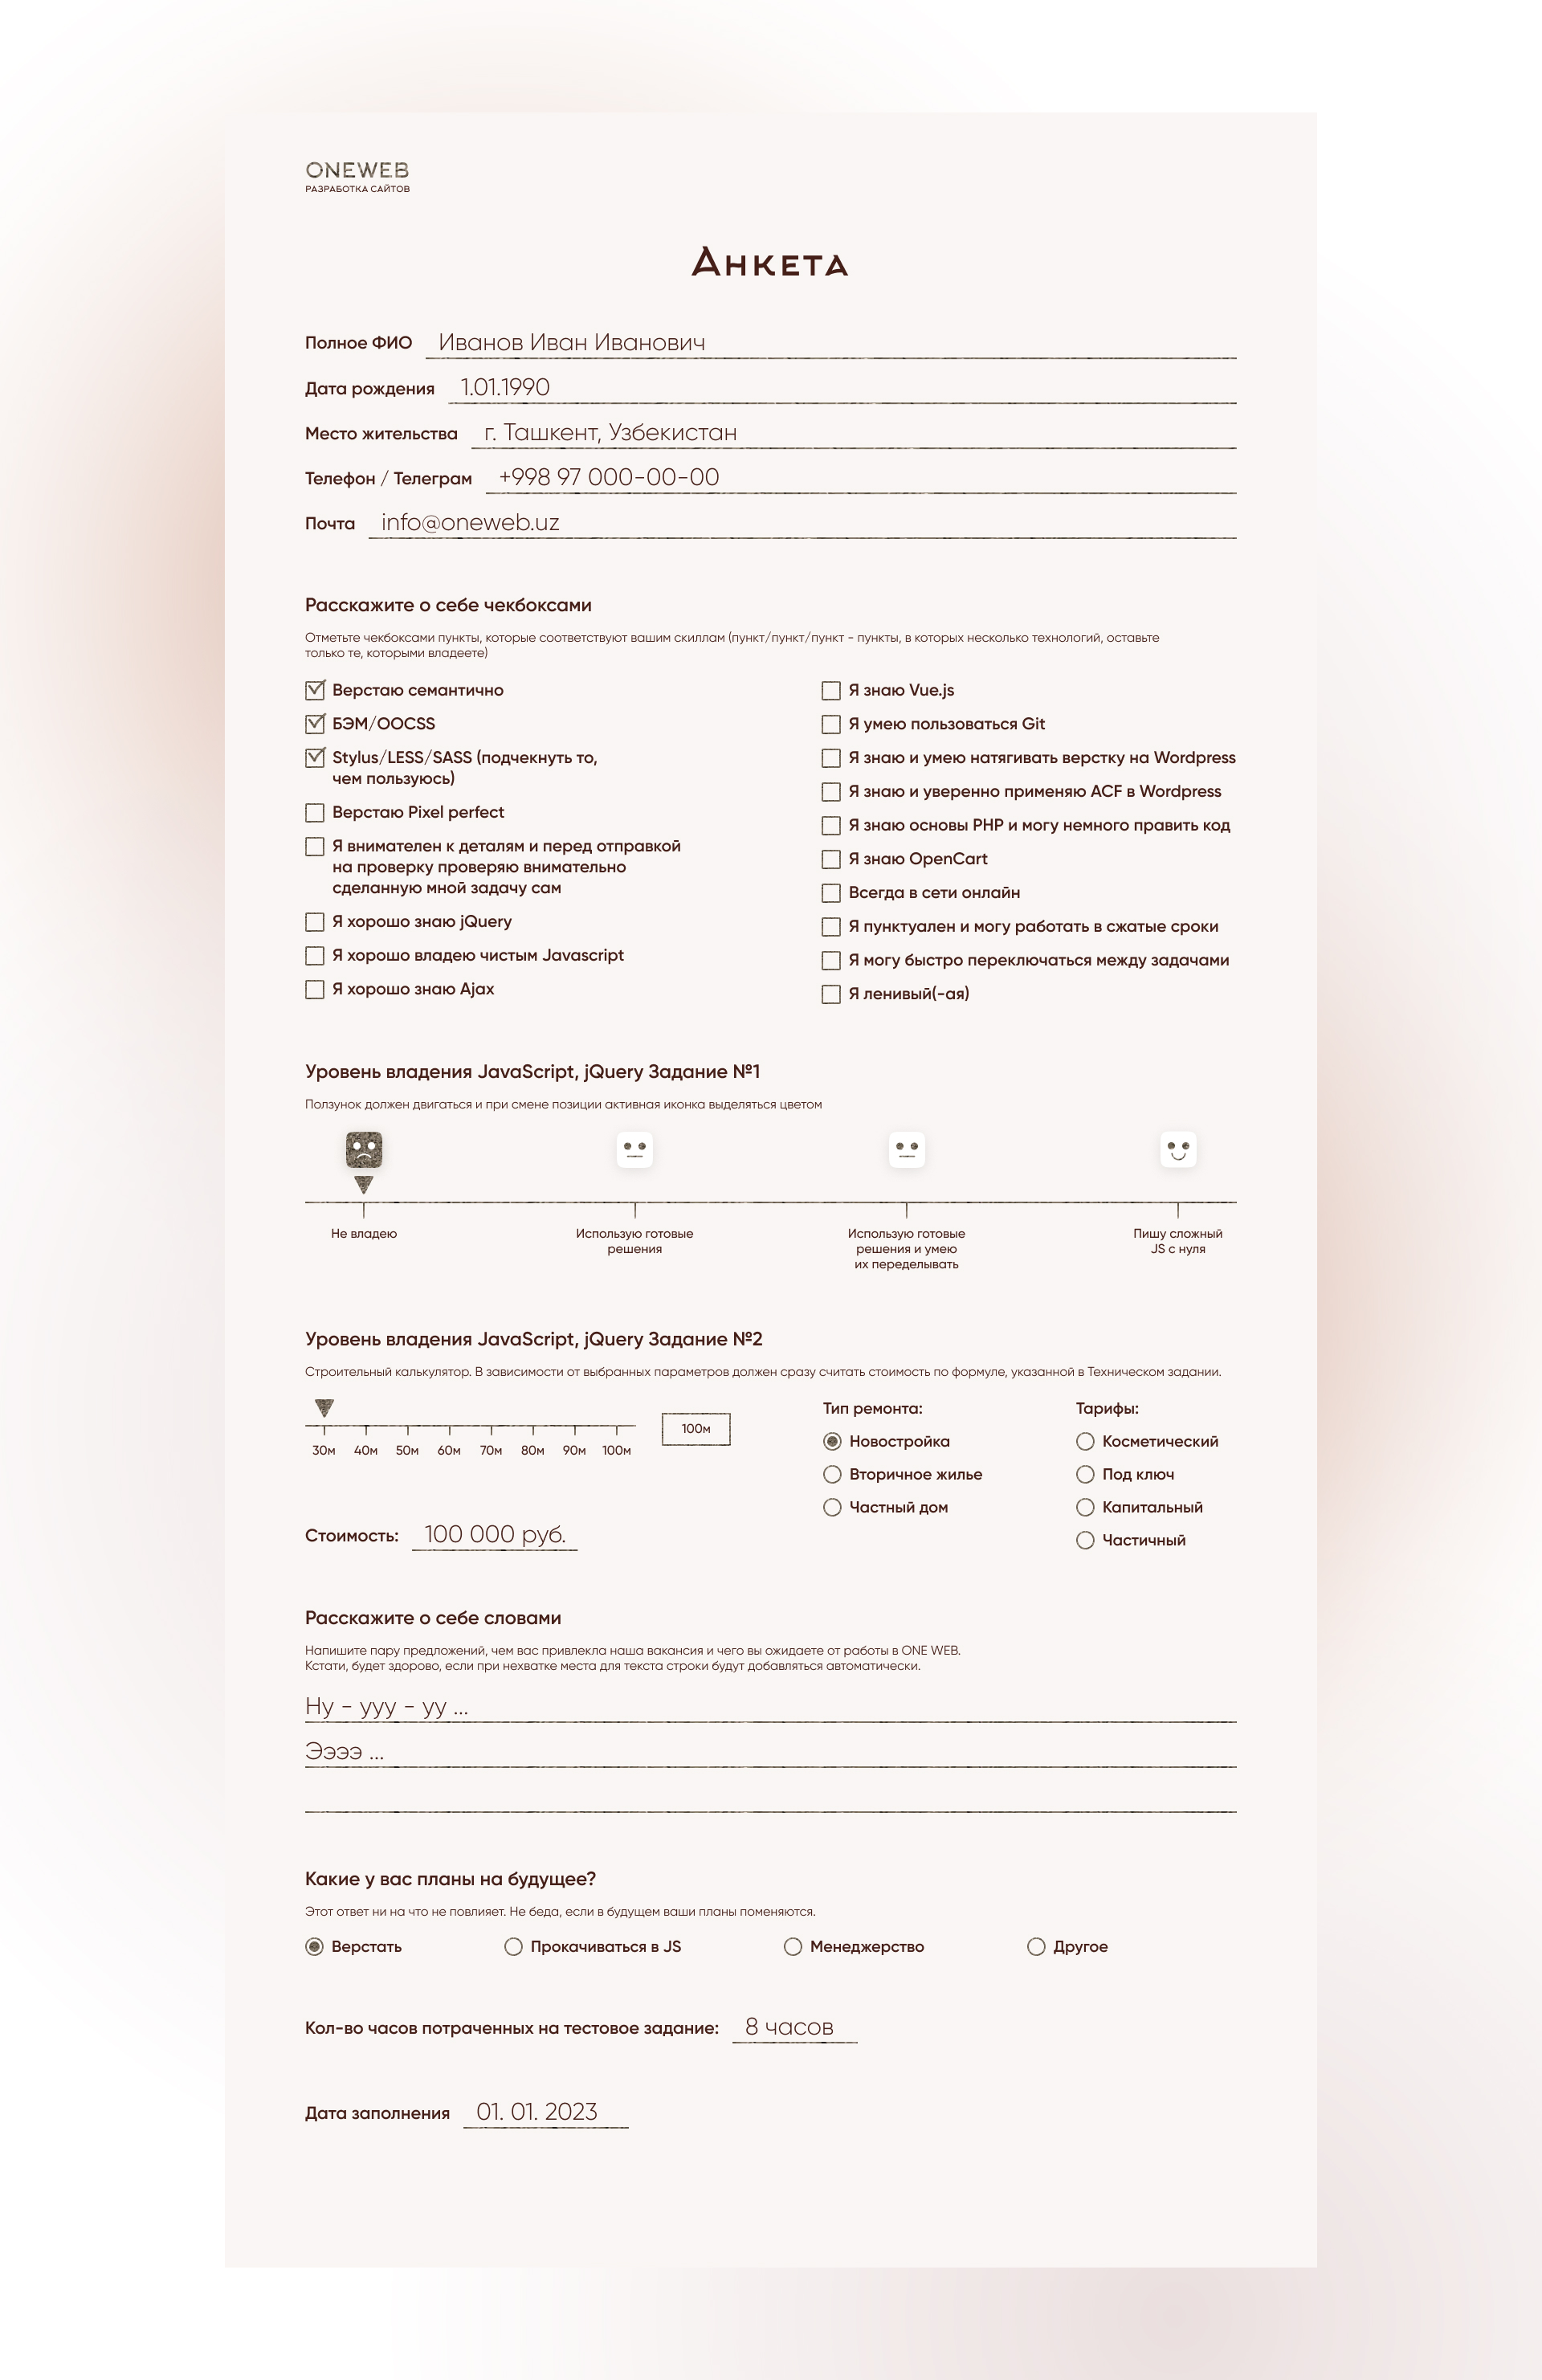 ONEWEB
РАЗРАБОТКА САЙТОВ
Анкета
Полное ФИО Иванов Иван Иванович
Дата рождения 1.01.1990
Место жительства г. Ташкент, Узбекистан
Телефон / Телеграм +998 97 000-00-00
Почта info@oneweb.uz
Расскажите о себе чекбоксами
Отметьте чекбоксами пункты, которые соответствуют вашим скиллам (пункт/пункт/пункт - пункты, в которых несколько технологий, оставьте
только те, которыми владеете)
Верстаю семантично
БЭМ/OOCSS
Stylus/LESS/SASS (подчекнуть то,
чем пользуюсь)
Верстаю Pixel perfect
Я внимателен к деталям и перед отправкой
на проверку проверяю внимательно
сделанную мной задачу сам
Я хорошо знаю jQuery
Я хорошо владею чистым Javascript
Я хорошо знаю Ajax
Я знаю Vue.js
Я умею пользоваться Git
Я знаю и умею натягивать верстку на Wordpress
Я знаю и уверенно применяю ACF в Wordpress
Я знаю основы PHP и могу немного править код
Я знаю OpenCart
Всегда в сети онлайн
Я пунктуален и могу работать в сжатые сроки
Я могу быстро переключаться между задачами
Я ленивый(-ая)
Уровень владения JavaScript, jQuery Задание №1
Ползунок должен двигаться и при смене позиции активная иконка выделяться цветом
Не владею
Использую готовые
решения
Использую готовые
решения и умею
их переделывать
Пишу сложный
JS с нуля
Уровень владения JavaScript, jQuery Задание №2
Строительный калькулятор. В зависимости от выбранных параметров должен сразу считать стоимость по формуле, указанной в Техническом задании.
30м 40м 50м 60м 70м 80м 90м 100м
100м
Стоимость: 100 000 руб.
Тип ремонта:
Новостройка
Вторичное жилье
Частный дом
Тарифы:
Косметический
Под ключ
Капитальный
Частичный
Расскажите о себе словами
Напишите пару предложений, чем вас привлекла наша вакансия и чего вы ожидаете от работы в ONE WEB.
Кстати, будет здорово, если при нехватке места для текста строки будут добавляться автоматически.
Ну - ууу - уу ...
Ээээ ...
Какие у вас планы на будущее?
Этот ответ ни на что не повлияет. Не беда, если в будущем ваши планы поменяются.
Верстать Прокачиваться в JS Менеджерство Другое
Кол-во часов потраченных на тестовое задание: 8 часов
Дата заполнения 01. 01. 2023